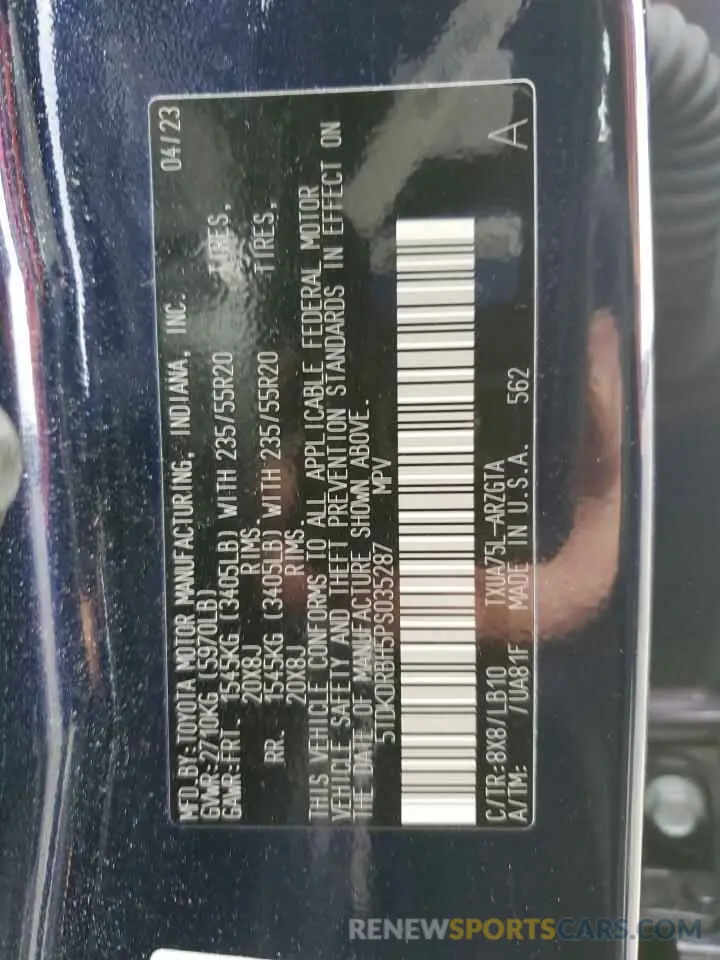 MFD.BY:TOYOTA MOTOR MANUFACTURING, INDIANA, INC. 04/23
GVWR:2710KG (5970LB)
GAWR:FRT. 1545KG (3405LB) WITH 235/55R20 TIRES,
20X8J RIMS.
RR. 1545KG (3405LB) WITH 235/55R20 TIRES,
20X8J RIMS.
THIS VEHICLE CONFORMS TO ALL APPLICABLE FEDERAL MOTOR
VEHICLE SAFETY AND THEFT PREVENTION STANDARDS IN EFFECT ON
THE DATE OF MANUFACTURE SHOWN ABOVE.
5TDKDRBH5PS035287 MPV
C/TR:8X8/LB10 TXUA75L-ARZGTA
A/TM: /UA81F MADE IN U.S.A. 562 A
RENEWSPORTSCARS.COM